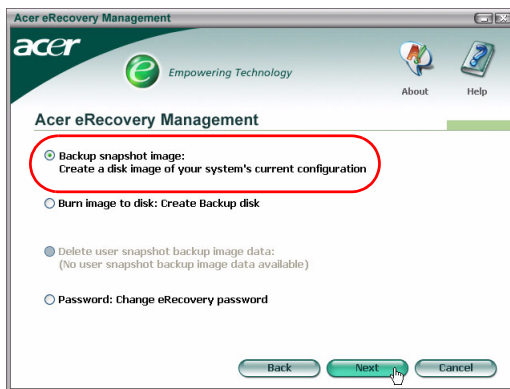 Acer eRecovery Management
acer
e Empowering Technology
About
Help
Acer eRecovery Management
Backup snapshot image:
Create a disk image of your system's current configuration
Burn image to disk: Create Backup disk
Delete user snapshot backup image data:
(No user snapshot backup image data available)
Password: Change eRecovery password
Back
Next
Cancel